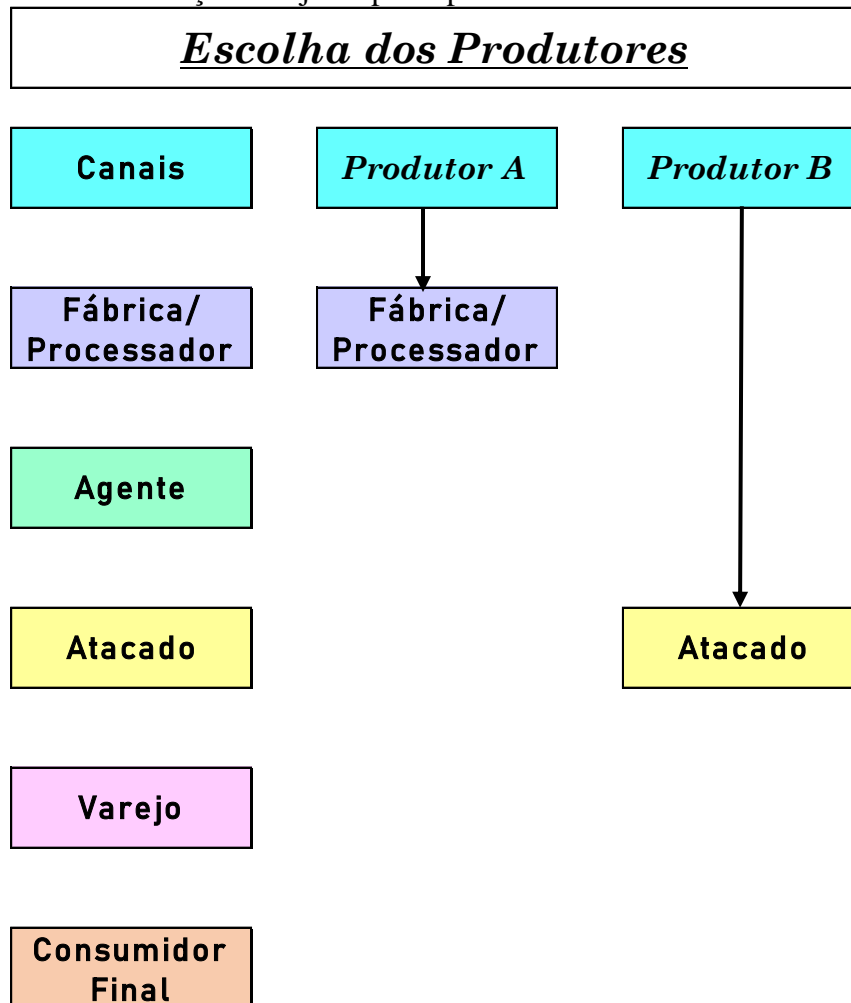 Escolha dos Produtores
Canais
Produtor A
Produtor B
Fábrica/
Processador
Fábrica/
Processador
Agente
Atacado
Atacado
Varejo
Consumidor
Final